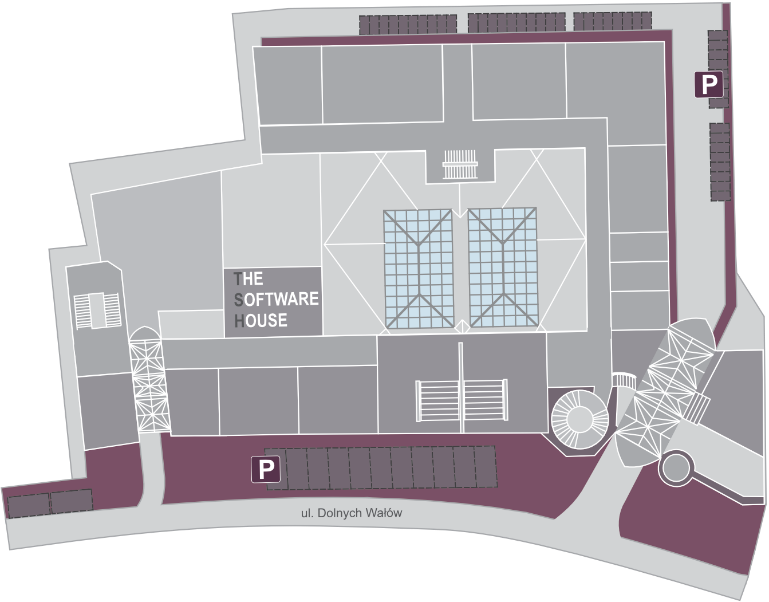 P
THE
SOFTWARE
HOUSE
P
ul. Dolnych Wałów